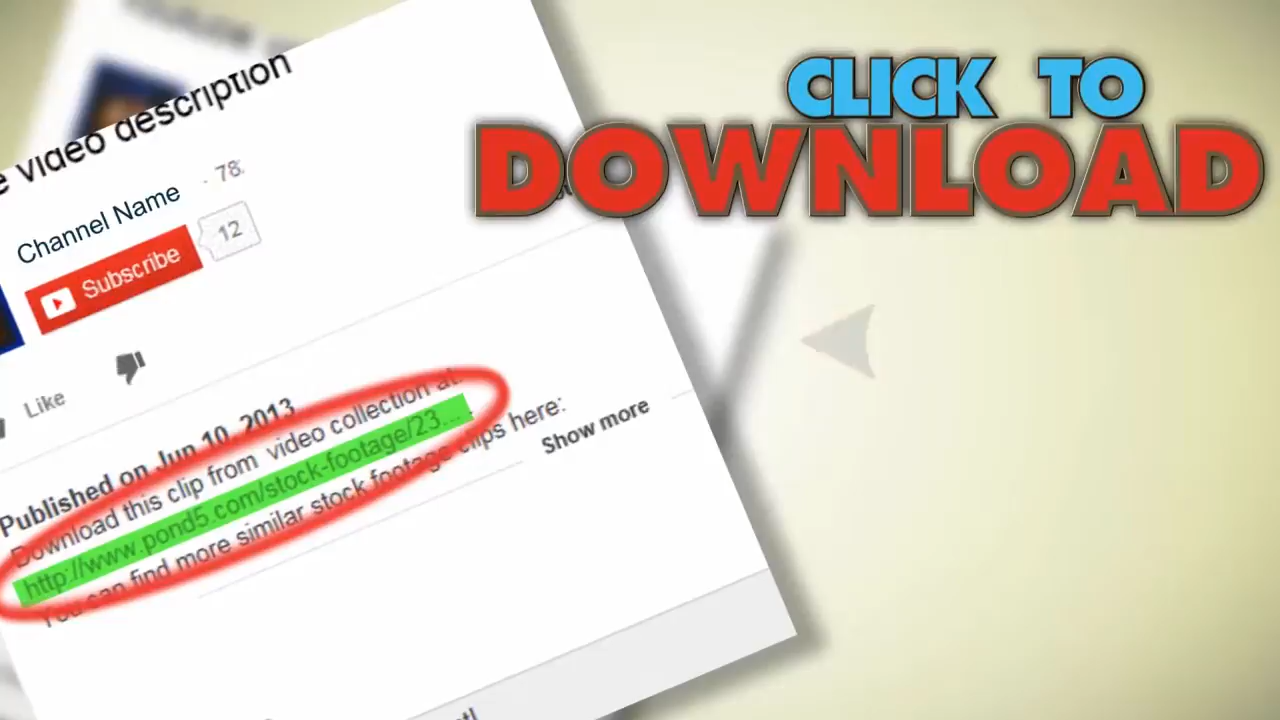 CLICK TO
DOWNLOAD
video description
Channel Name
78
Subscribe
12
Like
Published on Jun 10, 2013
Download this clip from video collection at
http://www.pond5.com/stock-footage/23...
You can find more similar stock footage clips here:
Show more